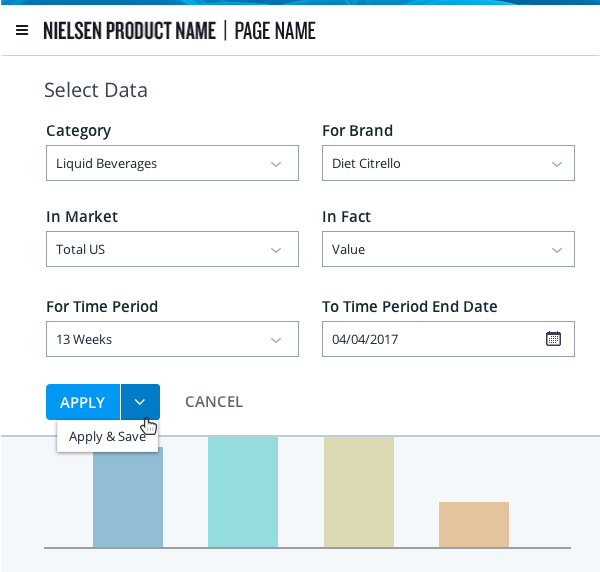 NIELSEN PRODUCT NAME | PAGE NAME
Select Data
Category
For Brand
Liquid Beverages
Diet Citrello
In Market
In Fact
Total US
Value
For Time Period
To Time Period End Date
13 Weeks
04/04/2017
APPLY
CANCEL
Apply & Save